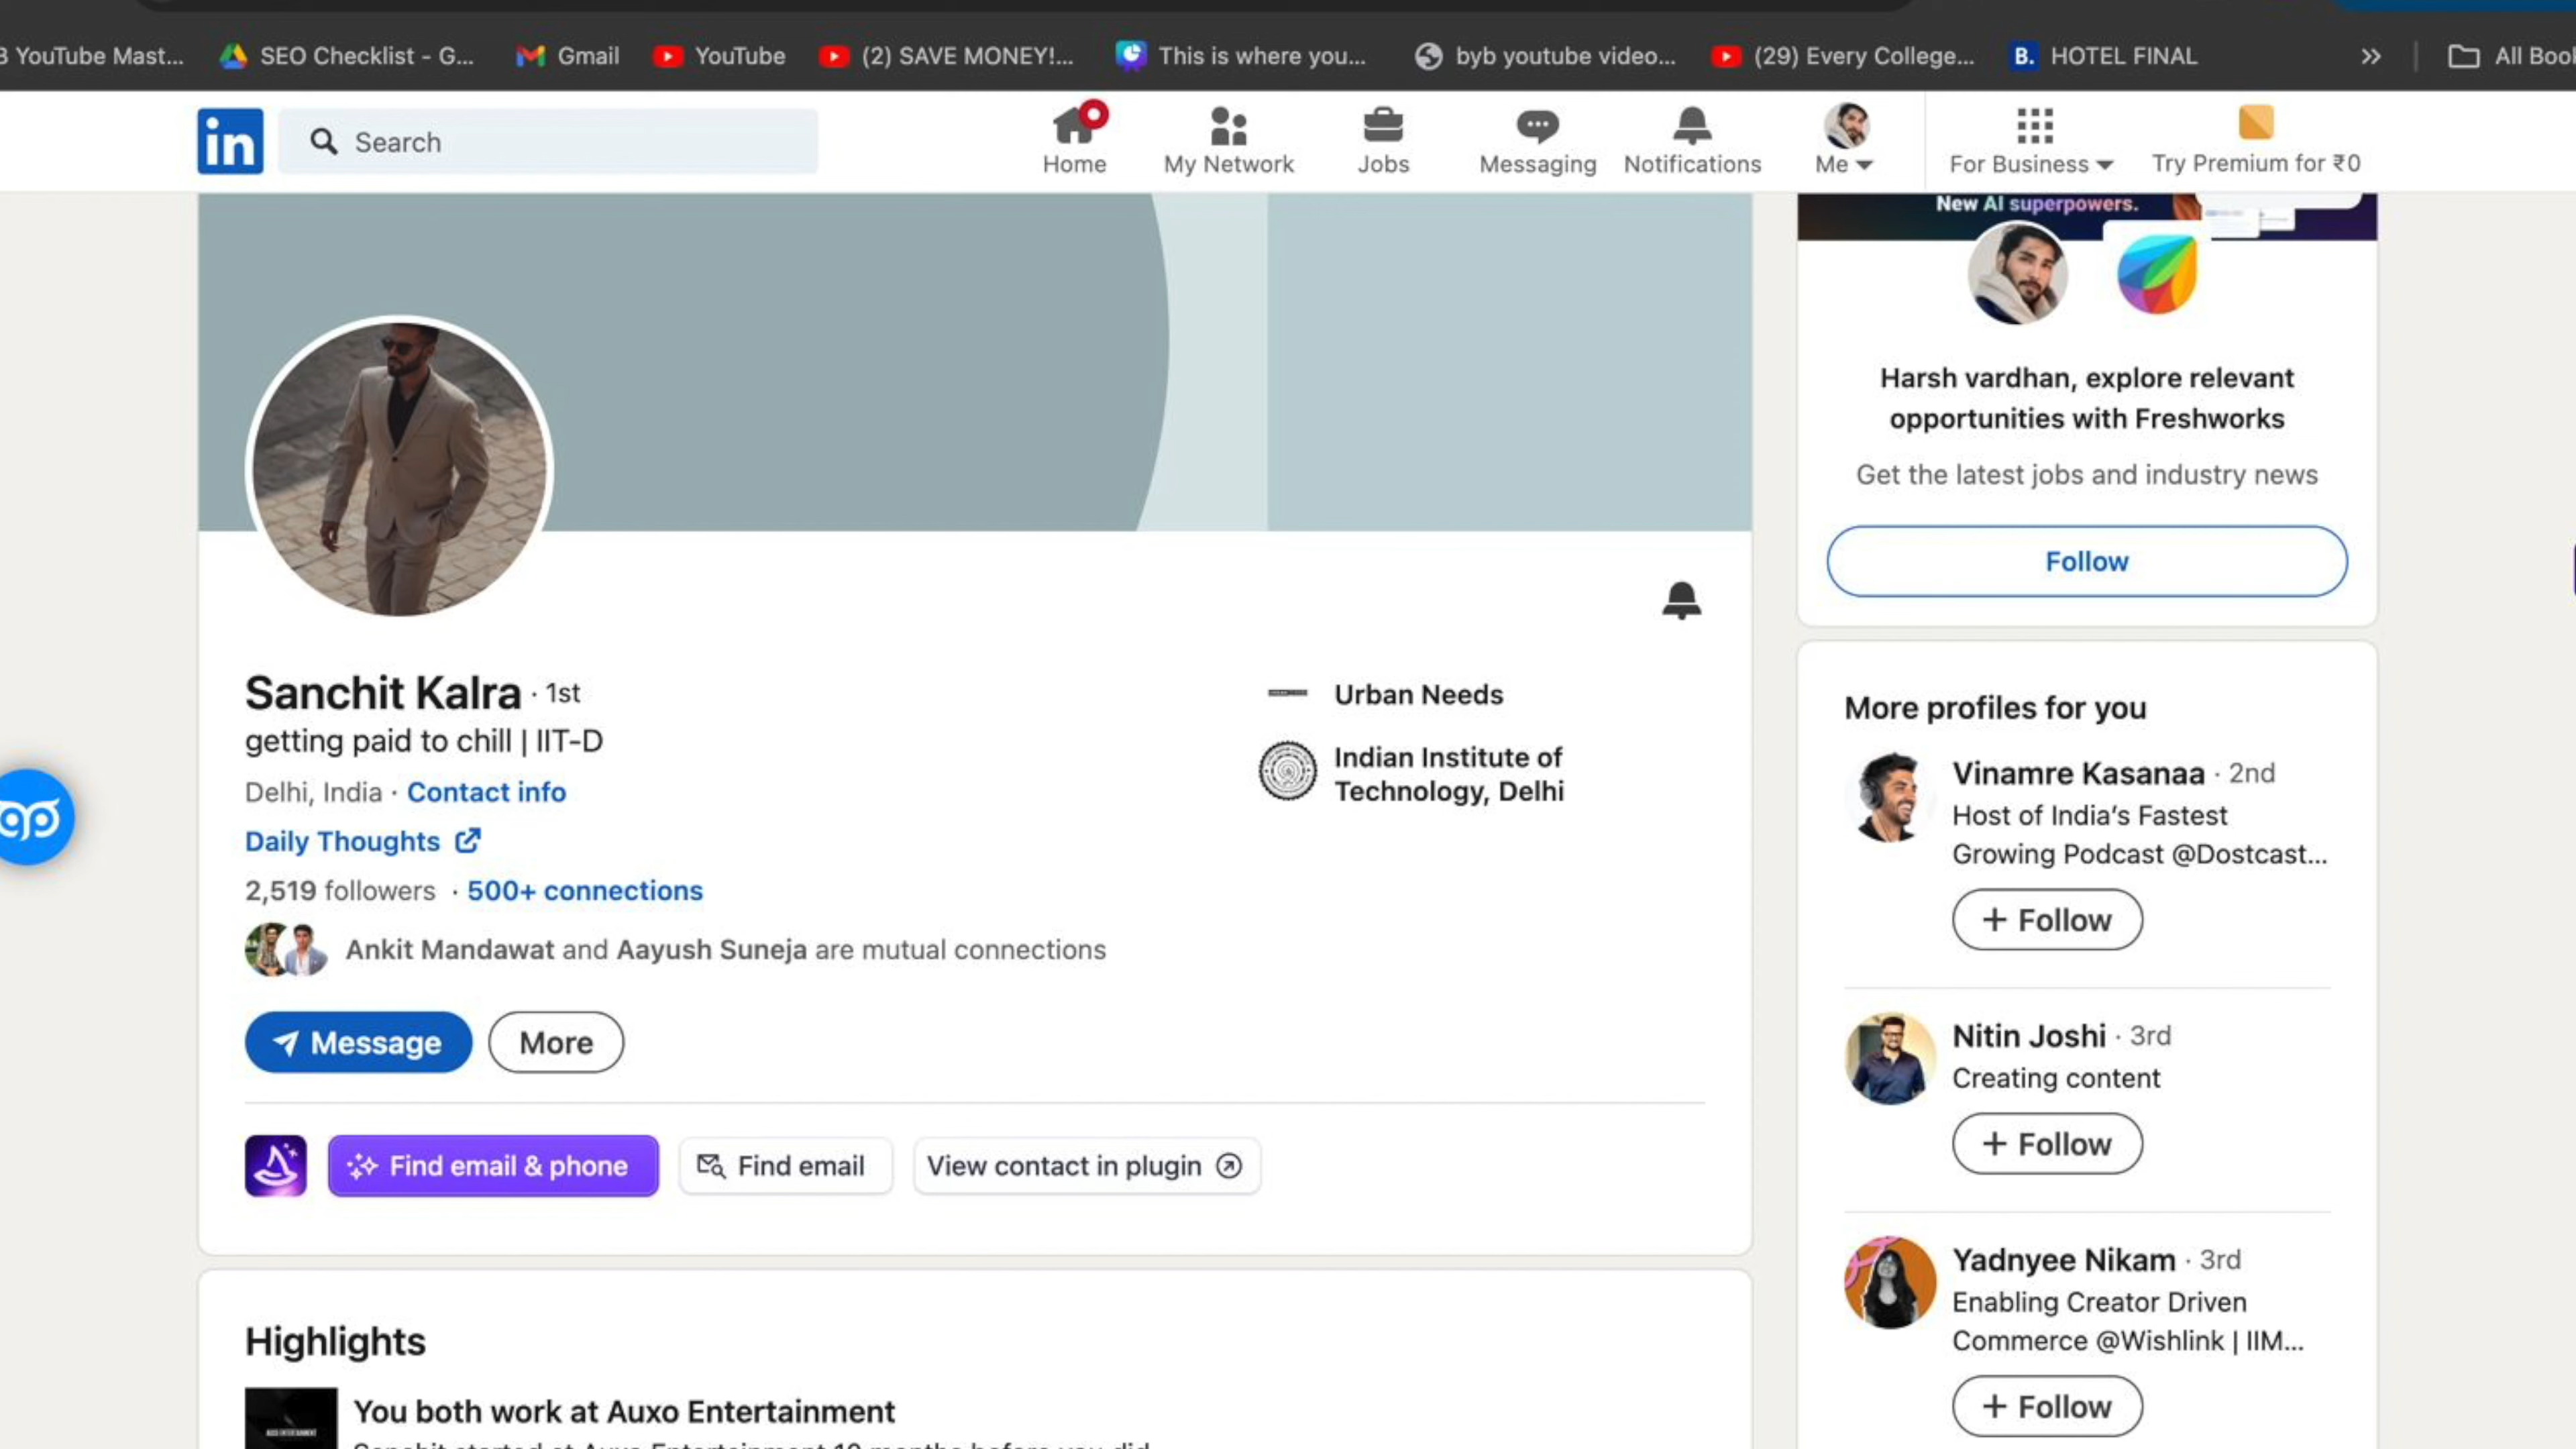 YouTube Mast...
SEO Checklist - G...
Gmail
YouTube
(2) SAVE MONEY!...
This is where you...
byb youtube video...
(29) Every College...
B.
HOTEL FINAL
»
All Boo
in
Search
Home
My Network
Jobs
Messaging
Notifications
Me
For Business
Try Premium for ₹0
New AI superpowers.
Harsh vardhan, explore relevant
opportunities with Freshworks
Get the latest jobs and industry news
Follow
Sanchit Kalra · 1st
getting paid to chill | IIT-D
Delhi, India · Contact info
Daily Thoughts
2,519 followers · 500+ connections
Ankit Mandawat and Aayush Suneja are mutual connections
Message
More
Urban Needs
Indian Institute of
Technology, Delhi
Find email & phone
Find email
View contact in plugin
Highlights
You both work at Auxo Entertainment
More profiles for you
Vinamre Kasanaa · 2nd
Host of India's Fastest
Growing Podcast @Dostcast...
+ Follow
Nitin Joshi · 3rd
Creating content
+ Follow
Yadnyee Nikam · 3rd
Enabling Creator Driven
Commerce @Wishlink | IIM...
+ Follow